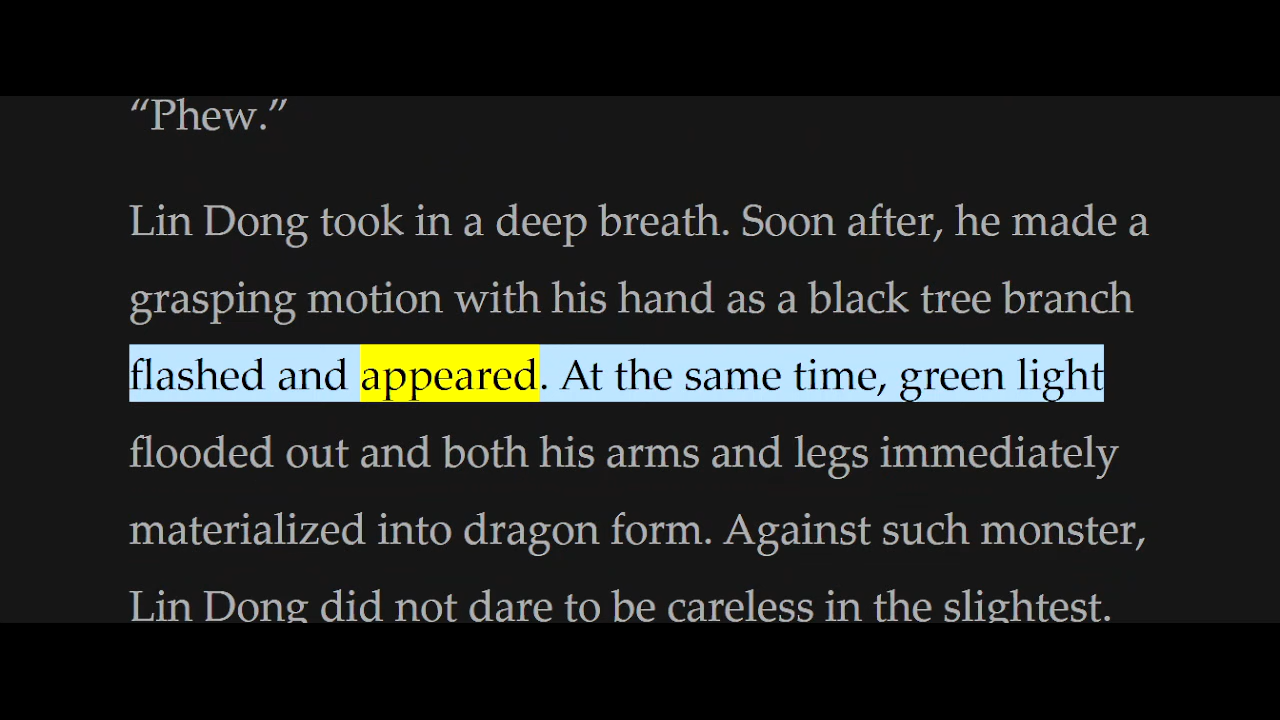 “Phew.”
Lin Dong took in a deep breath. Soon after, he made a
grasping motion with his hand as a black tree branch
flashed and appeared. At the same time, green light
flooded out and both his arms and legs immediately
materialized into dragon form. Against such monster,
Lin Dong did not dare to be careless in the slightest.